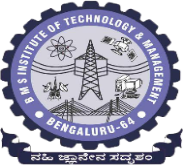 B M S INSTITUTE OF TECHNOLOGY & MANAGEMENT
• BENGALURU-64 •
ನಹಿ ಜ್ಞಾನೇನ ಸದೃಶಂ